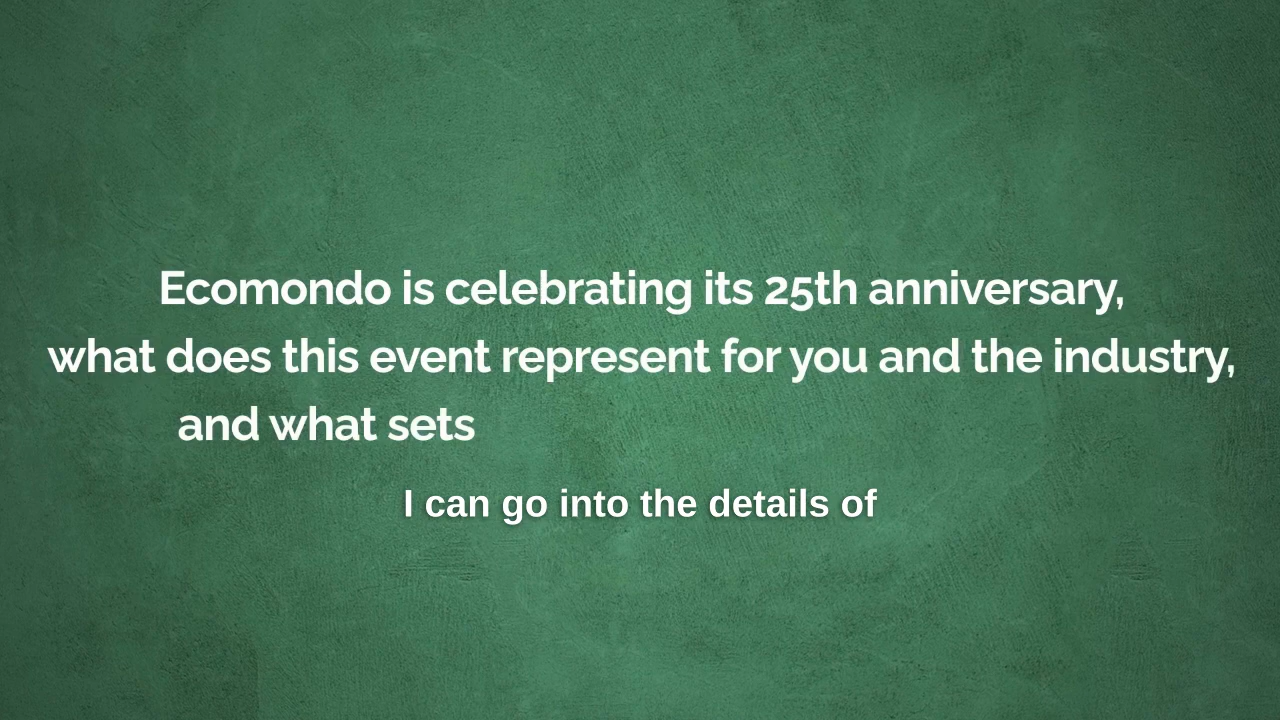 Ecomondo is celebrating its 25th anniversary,
what does this event represent for you and the industry,
and what sets
I can go into the details of